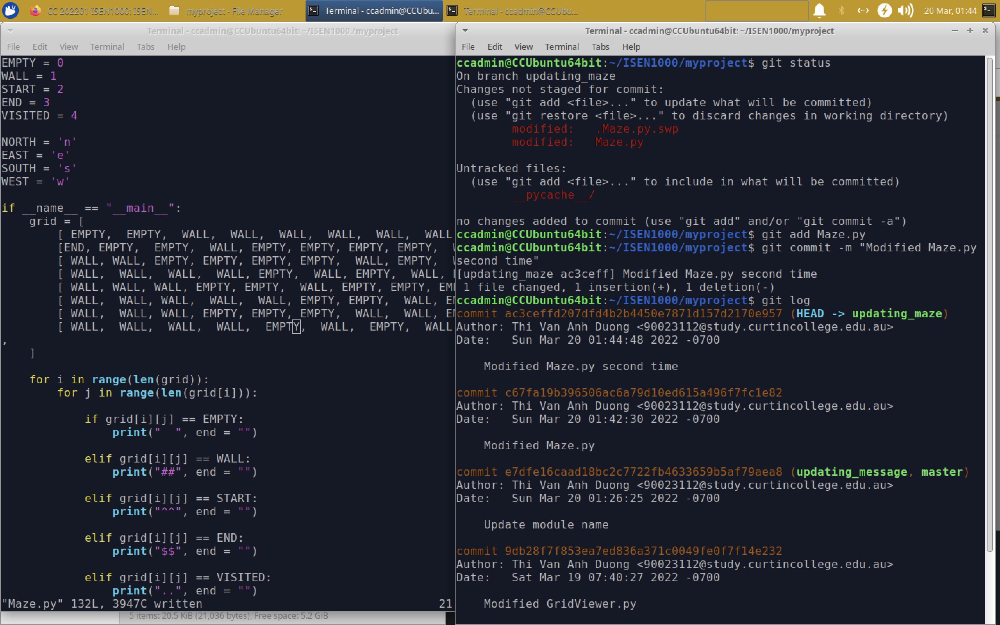 CC 202201 ISEN1000: ISEN...
myproject - File Manager
Terminal - ccadmin@CCUbu...
Terminal - ccadmin@CCUbu...
20 Mar, 01:44
Terminal - ccadmin@CCUbuntu64bit: ~/ISEN1000./myproject
File Edit View Terminal Tabs Help
EMPTY = 0
WALL = 1
START = 2
END = 3
VISITED = 4
NORTH = 'n'
EAST = 'e'
SOUTH = 's'
WEST = 'w'
if __name__ == "__main__":
    grid = [
        [ EMPTY,  EMPTY,  WALL,  WALL,  WALL,  WALL,  WALL,  WALL
        [END, EMPTY,  EMPTY,  WALL, EMPTY, EMPTY, EMPTY, EMPTY,
        [ WALL, WALL, EMPTY, EMPTY, EMPTY, EMPTY,  WALL, EMPTY,
        [ WALL,  WALL,  WALL,  WALL, EMPTY,  WALL, EMPTY,  WALL,
        [ WALL, WALL, WALL, EMPTY, EMPTY,  WALL, EMPTY, EMPTY, EM
        [ WALL,  WALL, WALL,  WALL,  WALL, EMPTY, EMPTY,  WALL, E
        [ WALL,  WALL, WALL, EMPTY, EMPTY, EMPTY,  WALL,  WALL, E
        [ WALL,  WALL,  WALL,  WALL,  EMPTY,  WALL,  EMPTY,  WALL
,
    ]
    for i in range(len(grid)):
        for j in range(len(grid[i])):
            if grid[i][j] == EMPTY:
                print("  ", end = "")
            elif grid[i][j] == WALL:
                print("##", end = "")
            elif grid[i][j] == START:
                print("^^", end = "")
            elif grid[i][j] == END:
                print("$$", end = "")
            elif grid[i][j] == VISITED:
                print("..", end = "")
"Maze.py" 132L, 3947C written 21
5 items: 20.5 KiB (21,036 bytes), Free space: 5.2 GiB
Terminal - ccadmin@CCUbuntu64bit: ~/ISEN1000/myproject
File Edit View Terminal Tabs Help
ccadmin@CCUbuntu64bit:~/ISEN1000/myproject$ git status
On branch updating_maze
Changes not staged for commit:
  (use "git add <file>..." to update what will be committed)
  (use "git restore <file>..." to discard changes in working directory)
        modified:   .Maze.py.swp
        modified:   Maze.py
Untracked files:
  (use "git add <file>..." to include in what will be committed)
        __pycache__/
no changes added to commit (use "git add" and/or "git commit -a")
ccadmin@CCUbuntu64bit:~/ISEN1000/myproject$ git add Maze.py
ccadmin@CCUbuntu64bit:~/ISEN1000/myproject$ git commit -m "Modified Maze.py
second time"
[updating_maze ac3ceff] Modified Maze.py second time
 1 file changed, 1 insertion(+), 1 deletion(-)
ccadmin@CCUbuntu64bit:~/ISEN1000/myproject$ git log
commit ac3ceffd207dfd4b2b4450e7871d157d2170e957 (HEAD -> updating_maze)
Author: Thi Van Anh Duong <90023112@study.curtincollege.edu.au>
Date:   Sun Mar 20 01:44:48 2022 -0700
    Modified Maze.py second time
commit c67fa19b396506ac6a79d10ed615a496f7fc1e82
Author: Thi Van Anh Duong <90023112@study.curtincollege.edu.au>
Date:   Sun Mar 20 01:42:30 2022 -0700
    Modified Maze.py
commit e7dfe16caad18bc2c7722fb4633659b5af79aea8 (updating_message, master)
Author: Thi Van Anh Duong <90023112@study.curtincollege.edu.au>
Date:   Sun Mar 20 01:26:25 2022 -0700
    Update module name
commit 9db28f7f853ea7ed836a371c0049fe0f7f14e232
Author: Thi Van Anh Duong <90023112@study.curtincollege.edu.au>
Date:   Sat Mar 19 07:40:27 2022 -0700
    Modified GridViewer.py